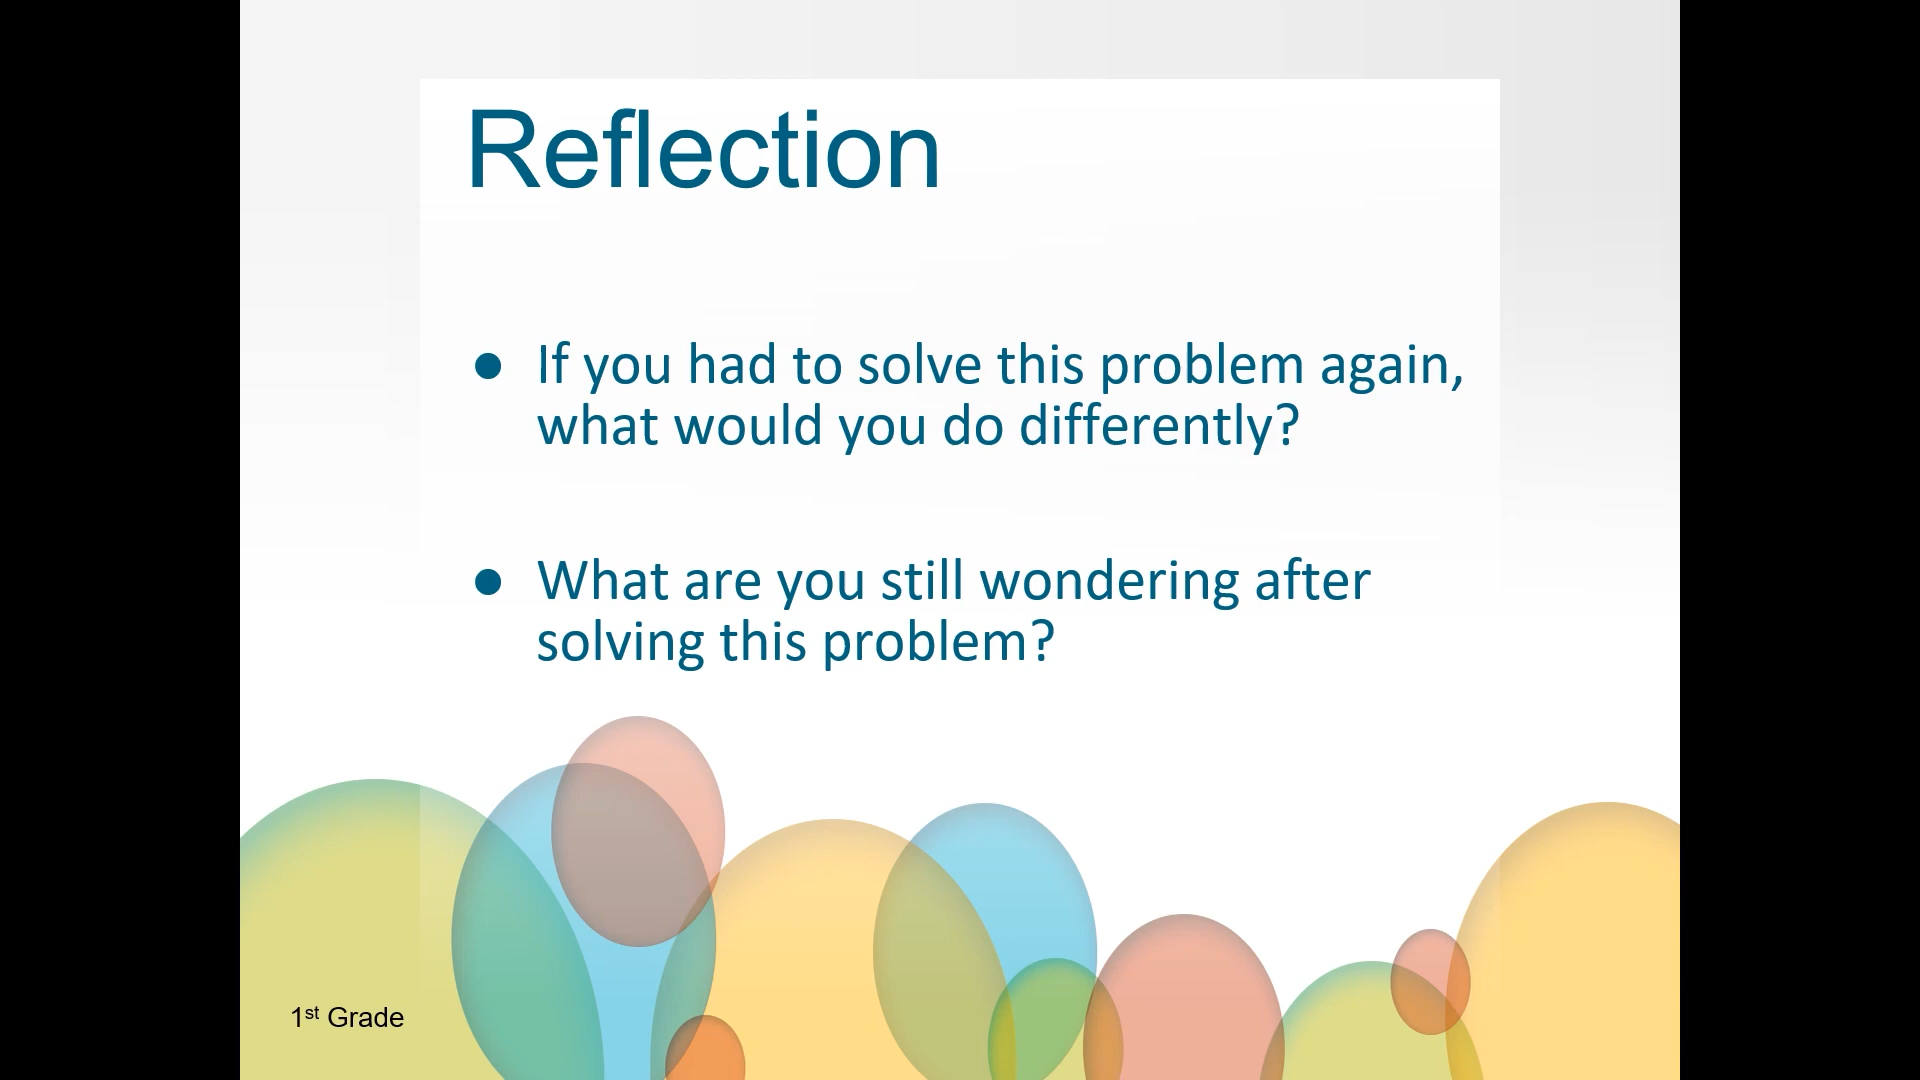 Reflection
● If you had to solve this problem again,
what would you do differently?
● What are you still wondering after
solving this problem?
1st Grade